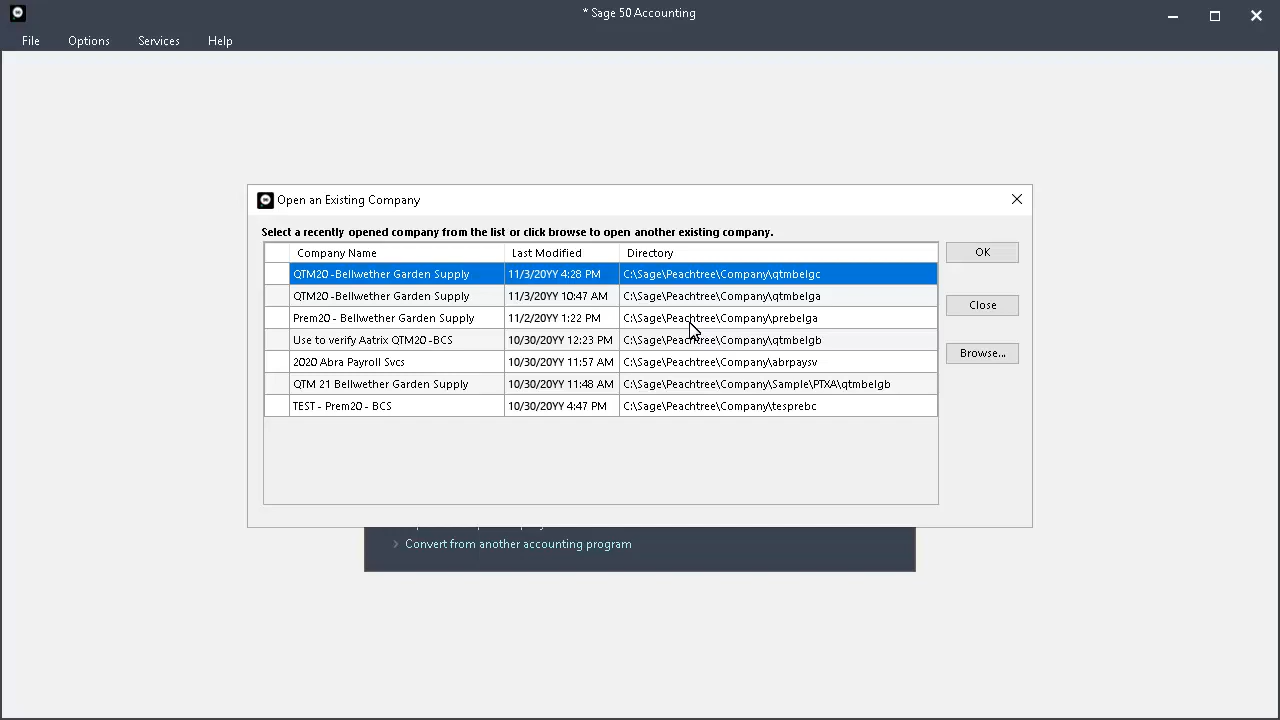 * Sage 50 Accounting
File Options Services Help
Open an Existing Company
Select a recently opened company from the list or click browse to open another existing company.
Company Name Last Modified Directory
QTM20 -Bellwether Garden Supply 11/3/20YY 4:28 PM C:\Sage\Peachtree\Company\qtmbelgc
QTM20 -Bellwether Garden Supply 11/3/20YY 10:47 AM C:\Sage\Peachtree\Company\qtmbelga
Prem20 - Bellwether Garden Supply 11/2/20YY 1:22 PM C:\Sage\Peachtree\Company\prebelga
Use to verify Aatrix QTM20 -BCS 10/30/20YY 12:23 PM C:\Sage\Peachtree\Company\qtmbelgb
2020 Abra Payroll Svcs 10/30/20YY 11:57 AM C:\Sage\Peachtree\Company\abrpaysv
QTM 21 Bellwether Garden Supply 10/30/20YY 11:48 AM C:\Sage\Peachtree\Company\Sample\PTXA\qtmbelgb
TEST - Prem20 - BCS 10/30/20YY 4:47 PM C:\Sage\Peachtree\Company\tesprebc
OK
Close
Browse...
Convert from another accounting program